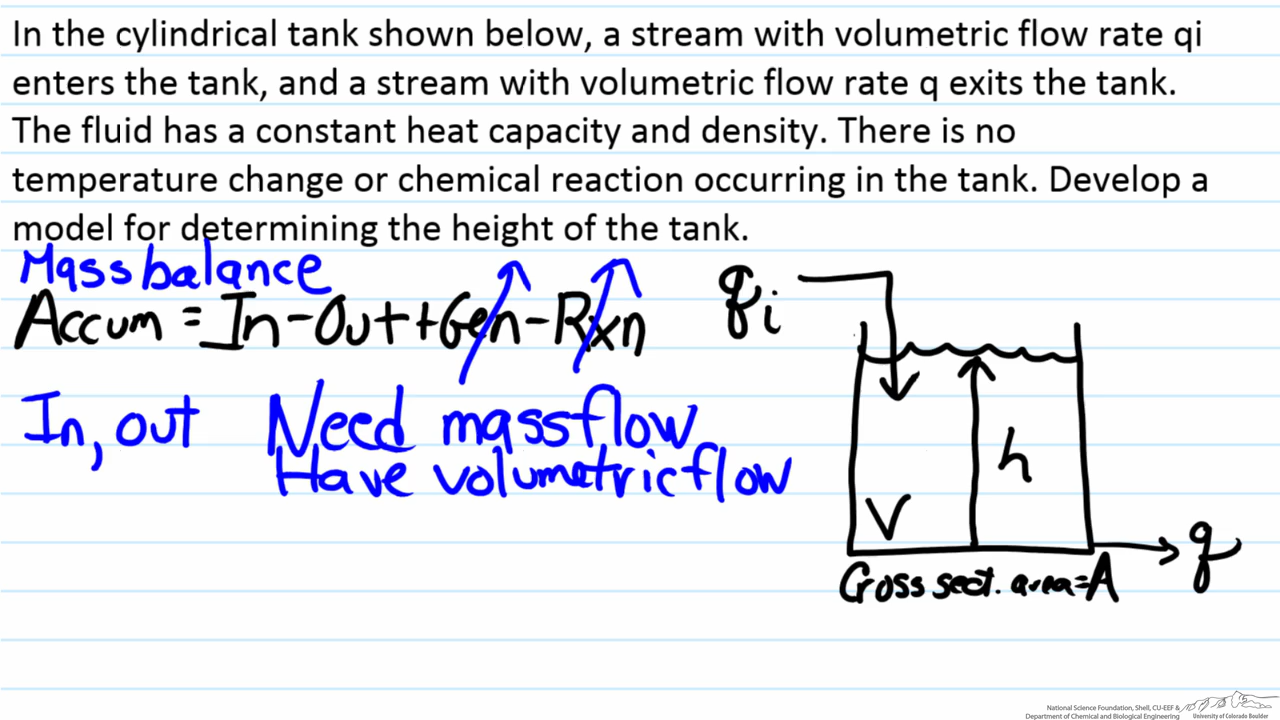 In the cylindrical tank shown below, a stream with volumetric flow rate qi
enters the tank, and a stream with volumetric flow rate q exits the tank.
The fluid has a constant heat capacity and density. There is no
temperature change or chemical reaction occurring in the tank. Develop a
model for determining the height of the tank.
Mass balance
Accum = In - Out + Gen - Rxn
qi
In, out Need mass flow
Have volumetric flow
h
V
q
Cross sect. area = A
National Science Foundation, Shell, CU-EEF &
Department of Chemical and Biological Engineering
University of Colorado Boulder